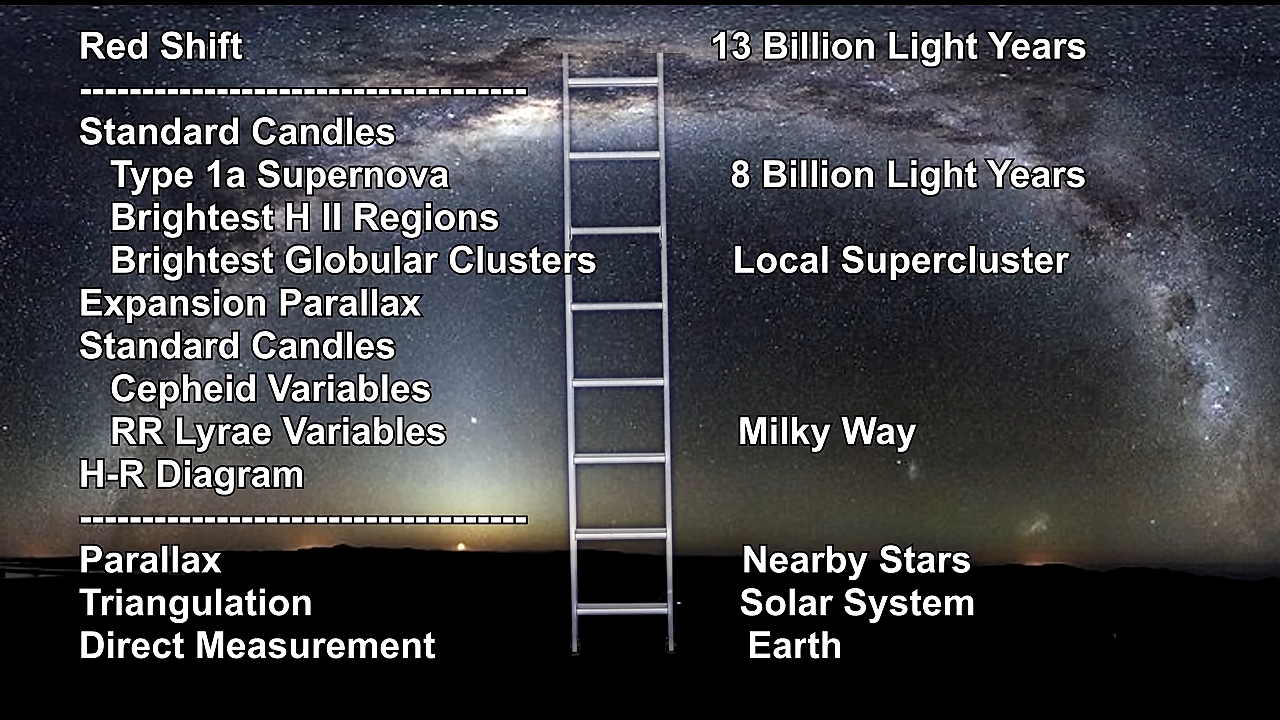 Red Shift 13 Billion Light Years
-----------------------------------
Standard Candles
Type 1a Supernova 8 Billion Light Years
Brightest H II Regions
Brightest Globular Clusters Local Supercluster
Expansion Parallax
Standard Candles
Cepheid Variables
RR Lyrae Variables Milky Way
H-R Diagram
-----------------------------------
Parallax Nearby Stars
Triangulation Solar System
Direct Measurement Earth